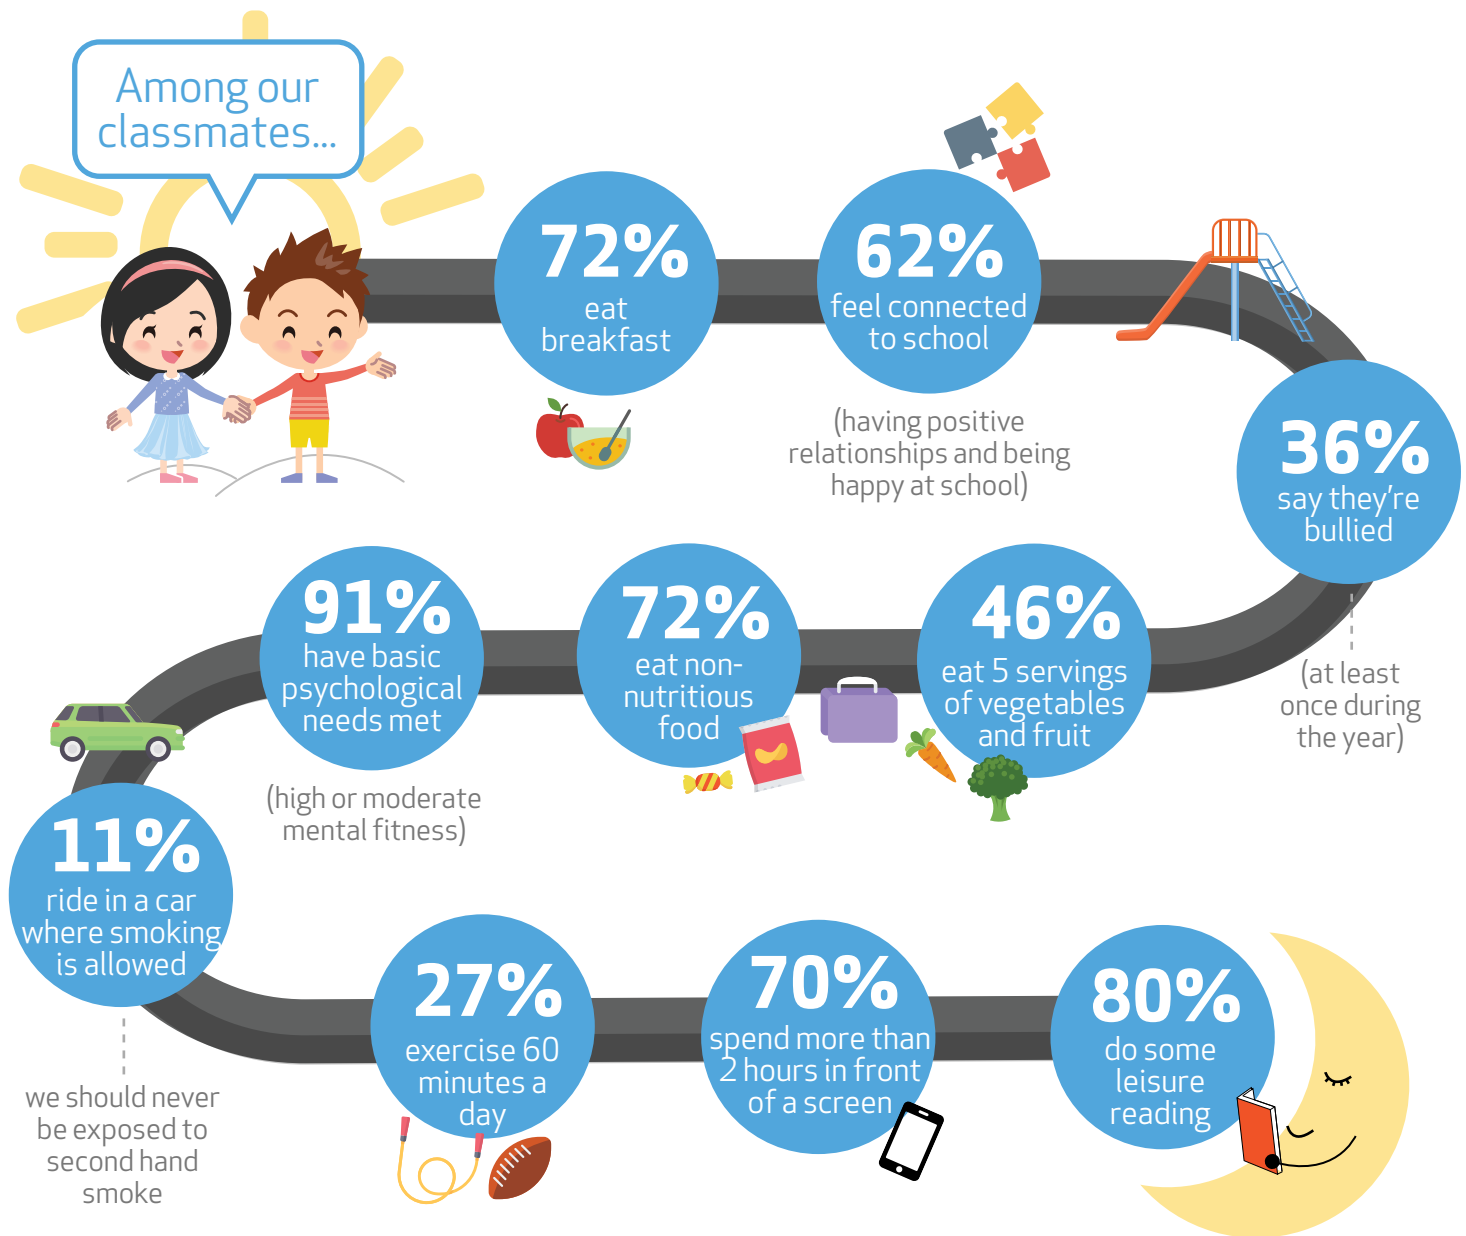 Among our
classmates...
72%
eat
breakfast
62%
feel connected
to school
(having positive
relationships and being
happy at school)
36%
say they're
bullied
(at least
once during
the year)
46%
eat 5 servings
of vegetables
and fruit
72%
eat non-
nutritious
food
91%
have basic
psychological
needs met
(high or moderate
mental fitness)
11%
ride in a car
where smoking
is allowed
we should never
be exposed to
second hand
smoke
27%
exercise 60
minutes a
day
70%
spend more than
2 hours in front
of a screen
80%
do some
leisure
reading